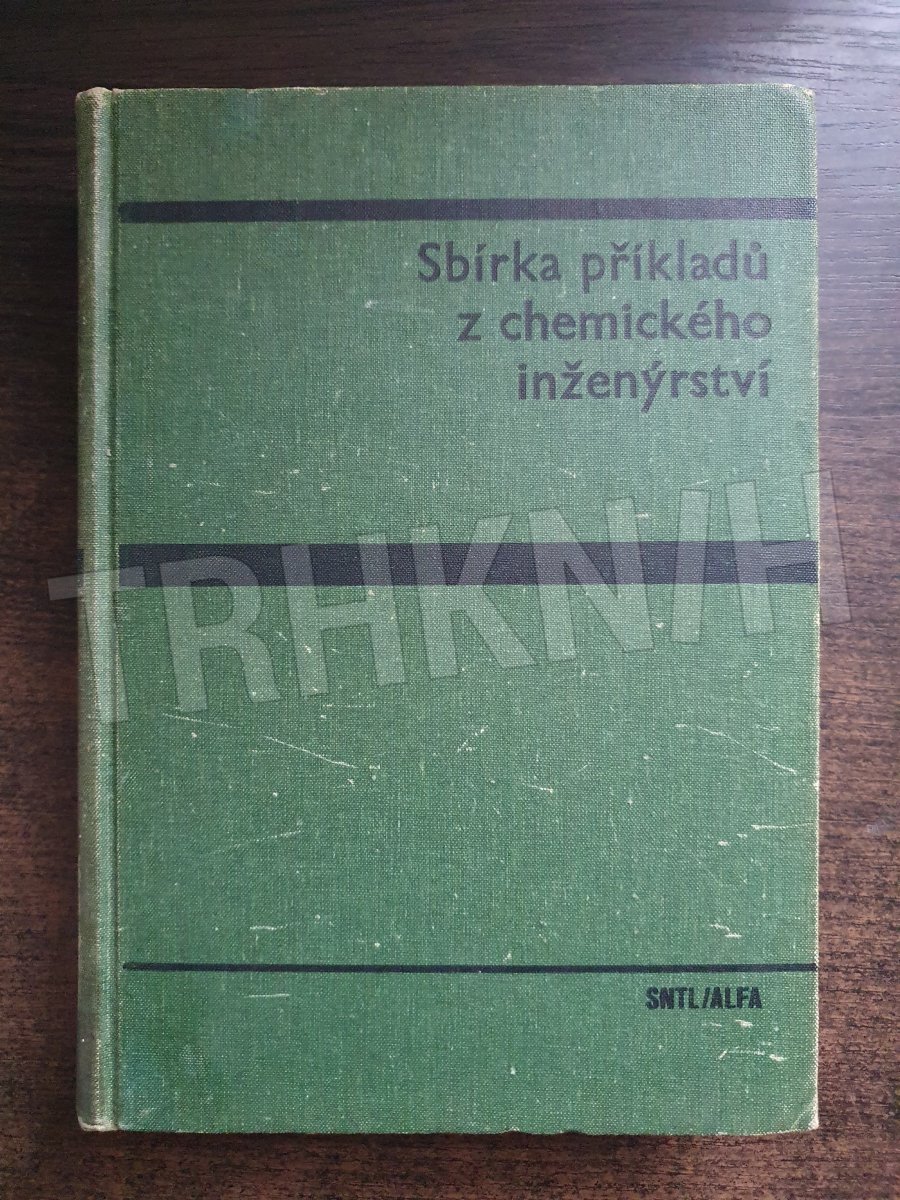 Sbírka příkladů
z chemického
inženýrství
TRHKNIH
SNTL/ALFA